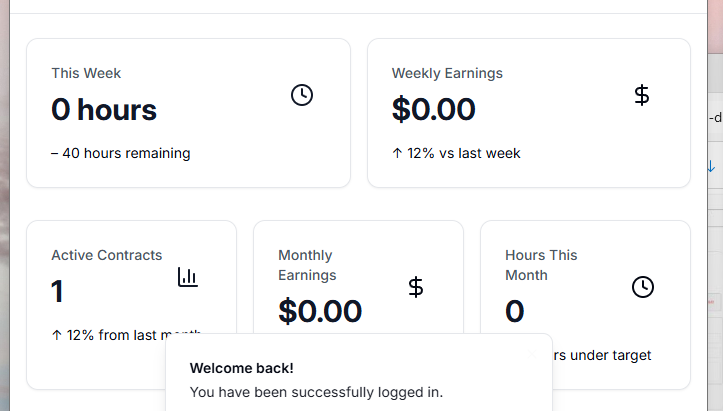 This Week
0 hours
– 40 hours remaining
Weekly Earnings
$0.00
↑ 12% vs last week
Active Contracts
1
↑ 12% from last month
Monthly
Earnings
$0.00
Hours This
Month
0
rs under target
Welcome back!
You have been successfully logged in.
-d